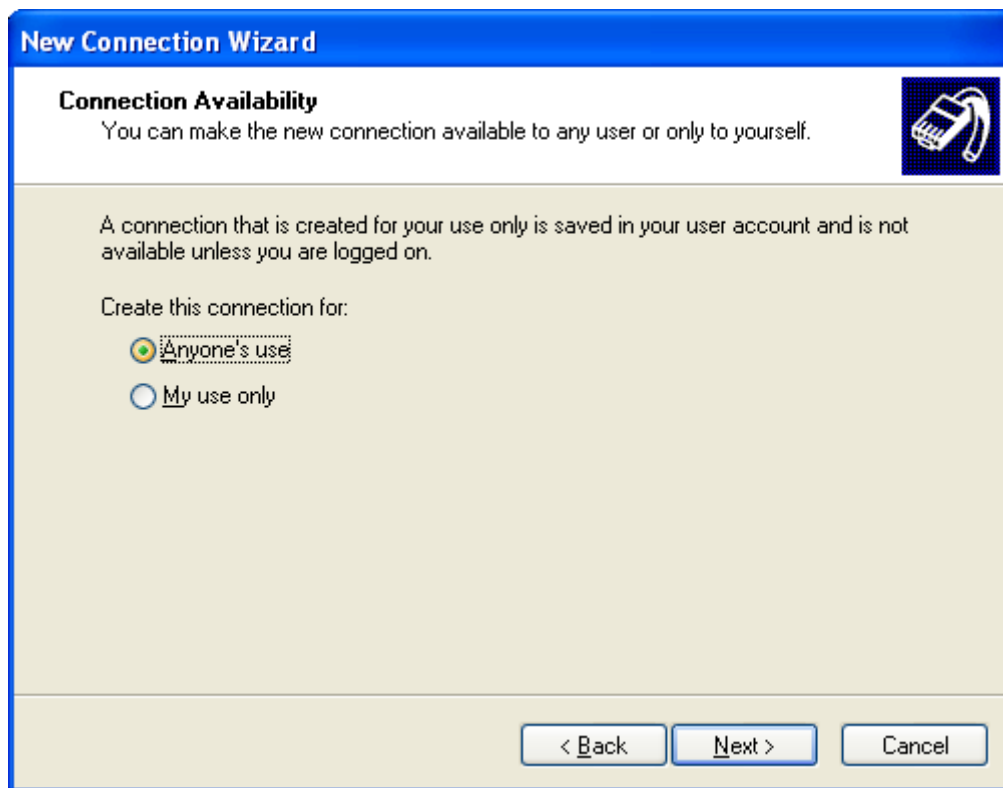 New Connection Wizard
Connection Availability
You can make the new connection available to any user or only to yourself.
A connection that is created for your use only is saved in your user account and is not
available unless you are logged on.
Create this connection for:
Anyone's use
My use only
< Back
Next >
Cancel